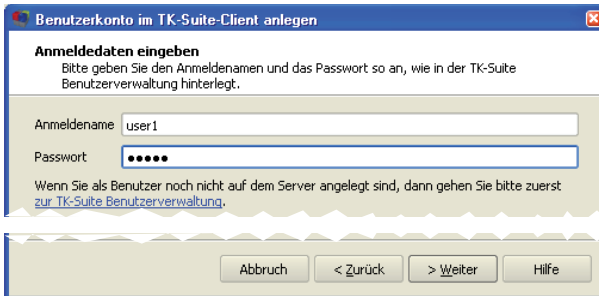 Benutzerkonto im TK-Suite-Client anlegen
Anmeldedaten eingeben
Bitte geben Sie den Anmeldenamen und das Passwort so an, wie in der TK-Suite
Benutzerverwaltung hinterlegt.
Anmeldename user1
Passwort •••••
Wenn Sie als Benutzer noch nicht auf dem Server angelegt sind, dann gehen Sie bitte zuerst
zur TK-Suite Benutzerverwaltung.
Abbruch < Zurück > Weiter Hilfe